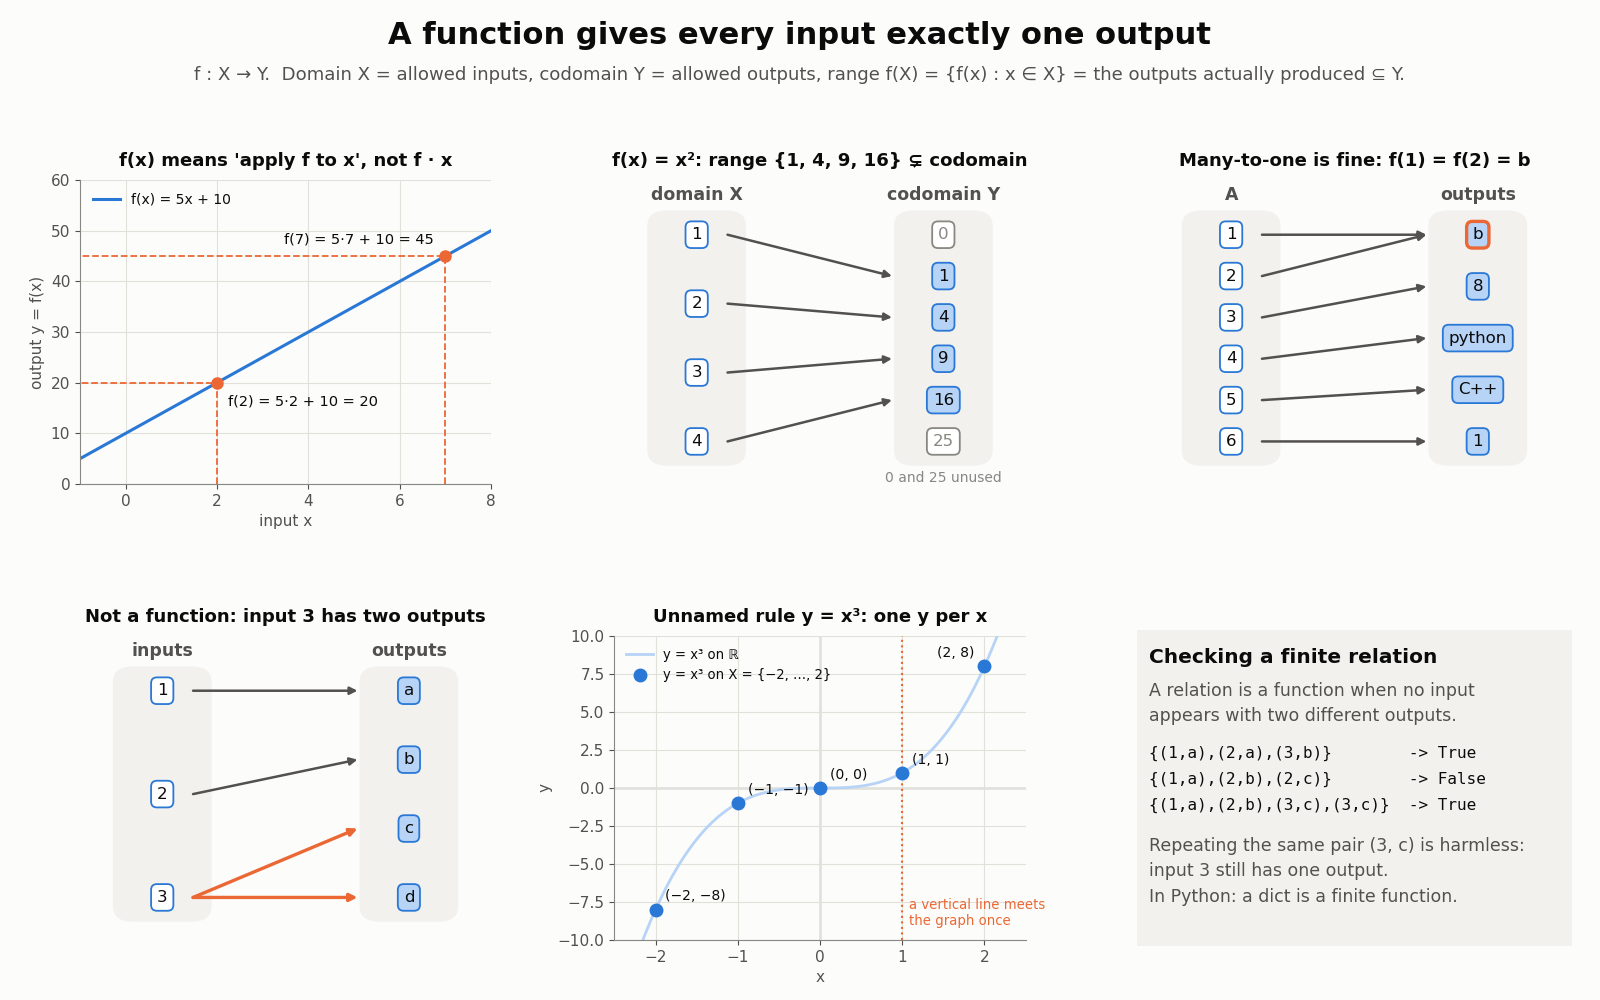 A function gives every input exactly one output
f : X → Y.  Domain X = allowed inputs, codomain Y = allowed outputs, range f(X) = {f(x) : x ∈ X} = the outputs actually produced ⊆ Y.
f(x) means 'apply f to x', not f · x
60
50
40
30
20
10
0
output y = f(x)
f(x) = 5x + 10
f(7) = 5·7 + 10 = 45
f(2) = 5·2 + 10 = 20
0 2 4 6 8
input x
f(x) = x²: range {1, 4, 9, 16} ⊊ codomain
domain X
codomain Y
1
2
3
4
0
1
4
9
16
25
0 and 25 unused
Many-to-one is fine: f(1) = f(2) = b
A
outputs
1
2
3
4
5
6
b
8
python
C++
1
Not a function: input 3 has two outputs
inputs
outputs
1
2
3
a
b
c
d
Unnamed rule y = x³: one y per x
10.0
7.5
5.0
2.5
0.0
−2.5
−5.0
−7.5
−10.0
y
y = x³ on ℝ
y = x³ on X = {−2, …, 2}
(2, 8)
(1, 1)
(0, 0)
(−1, −1)
(−2, −8)
a vertical line meets
the graph once
−2 −1 0 1 2
x
Checking a finite relation
A relation is a function when no input
appears with two different outputs.
{(1,a),(2,a),(3,b)} -> True
{(1,a),(2,b),(2,c)} -> False
{(1,a),(2,b),(3,c),(3,c)} -> True
Repeating the same pair (3, c) is harmless:
input 3 still has one output.
In Python: a dict is a finite function.